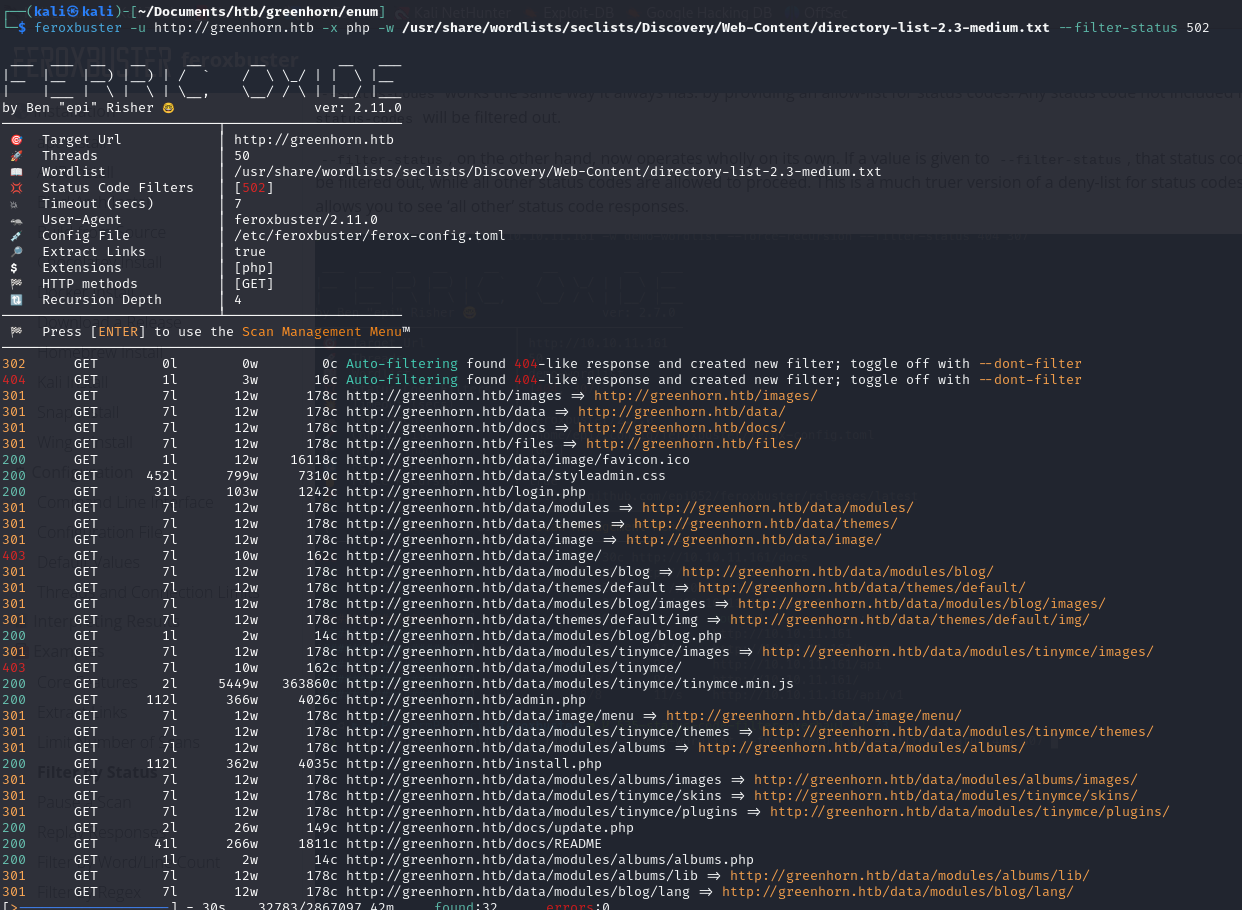 ┌──(kali㉿kali)-[~/Documents/htb/greenhorn/enum]
└─$ feroxbuster -u http://greenhorn.htb -x php -w /usr/share/wordlists/seclists/Discovery/Web-Content/directory-list-2.3-medium.txt --filter-status 502
by Ben "epi" Risher 🤓 ver: 2.11.0
🎯 Target Url │ http://greenhorn.htb
🚀 Threads │ 50
📖 Wordlist │ /usr/share/wordlists/seclists/Discovery/Web-Content/directory-list-2.3-medium.txt
💢 Status Code Filters │ [502]
💥 Timeout (secs) │ 7
🦡 User-Agent │ feroxbuster/2.11.0
💉 Config File │ /etc/feroxbuster/ferox-config.toml
🔎 Extract Links │ true
💲 Extensions │ [php]
🏁 HTTP methods │ [GET]
🔃 Recursion Depth │ 4
🏁 Press [ENTER] to use the Scan Management Menu™
302 GET 0l 0w 0c Auto-filtering found 404-like response and created new filter; toggle off with --dont-filter
404 GET 1l 3w 16c Auto-filtering found 404-like response and created new filter; toggle off with --dont-filter
301 GET 7l 12w 178c http://greenhorn.htb/images => http://greenhorn.htb/images/
301 GET 7l 12w 178c http://greenhorn.htb/data => http://greenhorn.htb/data/
301 GET 7l 12w 178c http://greenhorn.htb/docs => http://greenhorn.htb/docs/
301 GET 7l 12w 178c http://greenhorn.htb/files => http://greenhorn.htb/files/
200 GET 1l 12w 16118c http://greenhorn.htb/data/image/favicon.ico
200 GET 452l 799w 7310c http://greenhorn.htb/data/styleadmin.css
200 GET 31l 103w 1242c http://greenhorn.htb/login.php
301 GET 7l 12w 178c http://greenhorn.htb/data/modules => http://greenhorn.htb/data/modules/
301 GET 7l 12w 178c http://greenhorn.htb/data/themes => http://greenhorn.htb/data/themes/
301 GET 7l 12w 178c http://greenhorn.htb/data/image => http://greenhorn.htb/data/image/
403 GET 7l 10w 162c http://greenhorn.htb/data/image/
301 GET 7l 12w 178c http://greenhorn.htb/data/modules/blog => http://greenhorn.htb/data/modules/blog/
301 GET 7l 12w 178c http://greenhorn.htb/data/themes/default => http://greenhorn.htb/data/themes/default/
301 GET 7l 12w 178c http://greenhorn.htb/data/modules/blog/images => http://greenhorn.htb/data/modules/blog/images/
301 GET 7l 12w 178c http://greenhorn.htb/data/themes/default/img => http://greenhorn.htb/data/themes/default/img/
200 GET 1l 2w 14c http://greenhorn.htb/data/modules/blog/blog.php
301 GET 7l 12w 178c http://greenhorn.htb/data/modules/tinymce/images => http://greenhorn.htb/data/modules/tinymce/images/
403 GET 7l 10w 162c http://greenhorn.htb/data/modules/tinymce/
200 GET 2l 5449w 363860c http://greenhorn.htb/data/modules/tinymce/tinymce.min.js
200 GET 112l 366w 4026c http://greenhorn.htb/admin.php
301 GET 7l 12w 178c http://greenhorn.htb/data/image/menu => http://greenhorn.htb/data/image/menu/
301 GET 7l 12w 178c http://greenhorn.htb/data/modules/tinymce/themes => http://greenhorn.htb/data/modules/tinymce/themes/
301 GET 7l 12w 178c http://greenhorn.htb/data/modules/albums => http://greenhorn.htb/data/modules/albums/
200 GET 112l 362w 4035c http://greenhorn.htb/install.php
301 GET 7l 12w 178c http://greenhorn.htb/data/modules/albums/images => http://greenhorn.htb/data/modules/albums/images/
301 GET 7l 12w 178c http://greenhorn.htb/data/modules/tinymce/skins => http://greenhorn.htb/data/modules/tinymce/skins/
301 GET 7l 12w 178c http://greenhorn.htb/data/modules/tinymce/plugins => http://greenhorn.htb/data/modules/tinymce/plugins/
200 GET 2l 26w 149c http://greenhorn.htb/docs/update.php
200 GET 41l 266w 1811c http://greenhorn.htb/docs/README
200 GET 1l 2w 14c http://greenhorn.htb/data/modules/albums/albums.php
301 GET 7l 12w 178c http://greenhorn.htb/data/modules/albums/lib => http://greenhorn.htb/data/modules/albums/lib/
301 GET 7l 12w 178c http://greenhorn.htb/data/modules/blog/lang => http://greenhorn.htb/data/modules/blog/lang/
[>-------------------] - 30s 32783/2867097 42m found:32 errors:0